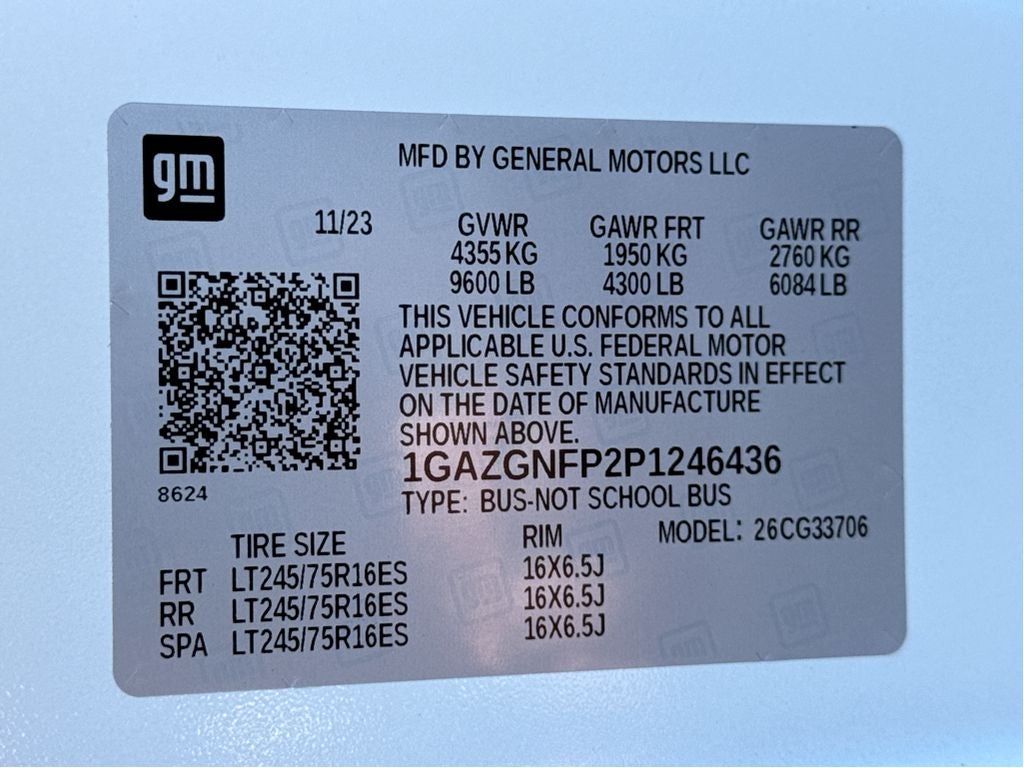 gm
MFD BY GENERAL MOTORS LLC
11/23 GVWR GAWR FRT GAWR RR
4355 KG 1950 KG 2760 KG
9600 LB 4300 LB 6084 LB
THIS VEHICLE CONFORMS TO ALL
APPLICABLE U.S. FEDERAL MOTOR
VEHICLE SAFETY STANDARDS IN EFFECT
ON THE DATE OF MANUFACTURE
SHOWN ABOVE.
1GAZGNFP2P1246436
8624
TYPE: BUS-NOT SCHOOL BUS
MODEL: 26CG33706
TIRE SIZE RIM
FRT LT245/75R16ES 16X6.5J
RR LT245/75R16ES 16X6.5J
SPA LT245/75R16ES 16X6.5J